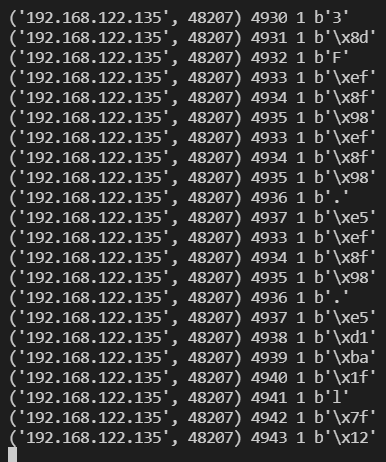 ('192.168.122.135', 48207) 4930 1 b'3'
('192.168.122.135', 48207) 4931 1 b'\x8d'
('192.168.122.135', 48207) 4932 1 b'F'
('192.168.122.135', 48207) 4933 1 b'\xef'
('192.168.122.135', 48207) 4934 1 b'\x8f'
('192.168.122.135', 48207) 4935 1 b'\x98'
('192.168.122.135', 48207) 4933 1 b'\xef'
('192.168.122.135', 48207) 4934 1 b'\x8f'
('192.168.122.135', 48207) 4935 1 b'\x98'
('192.168.122.135', 48207) 4936 1 b'.'
('192.168.122.135', 48207) 4937 1 b'\xe5'
('192.168.122.135', 48207) 4933 1 b'\xef'
('192.168.122.135', 48207) 4934 1 b'\x8f'
('192.168.122.135', 48207) 4935 1 b'\x98'
('192.168.122.135', 48207) 4936 1 b'.'
('192.168.122.135', 48207) 4937 1 b'\xe5'
('192.168.122.135', 48207) 4938 1 b'\xd1'
('192.168.122.135', 48207) 4939 1 b'\xba'
('192.168.122.135', 48207) 4940 1 b'\x1f'
('192.168.122.135', 48207) 4941 1 b'l'
('192.168.122.135', 48207) 4942 1 b'\x7f'
('192.168.122.135', 48207) 4943 1 b'\x12'